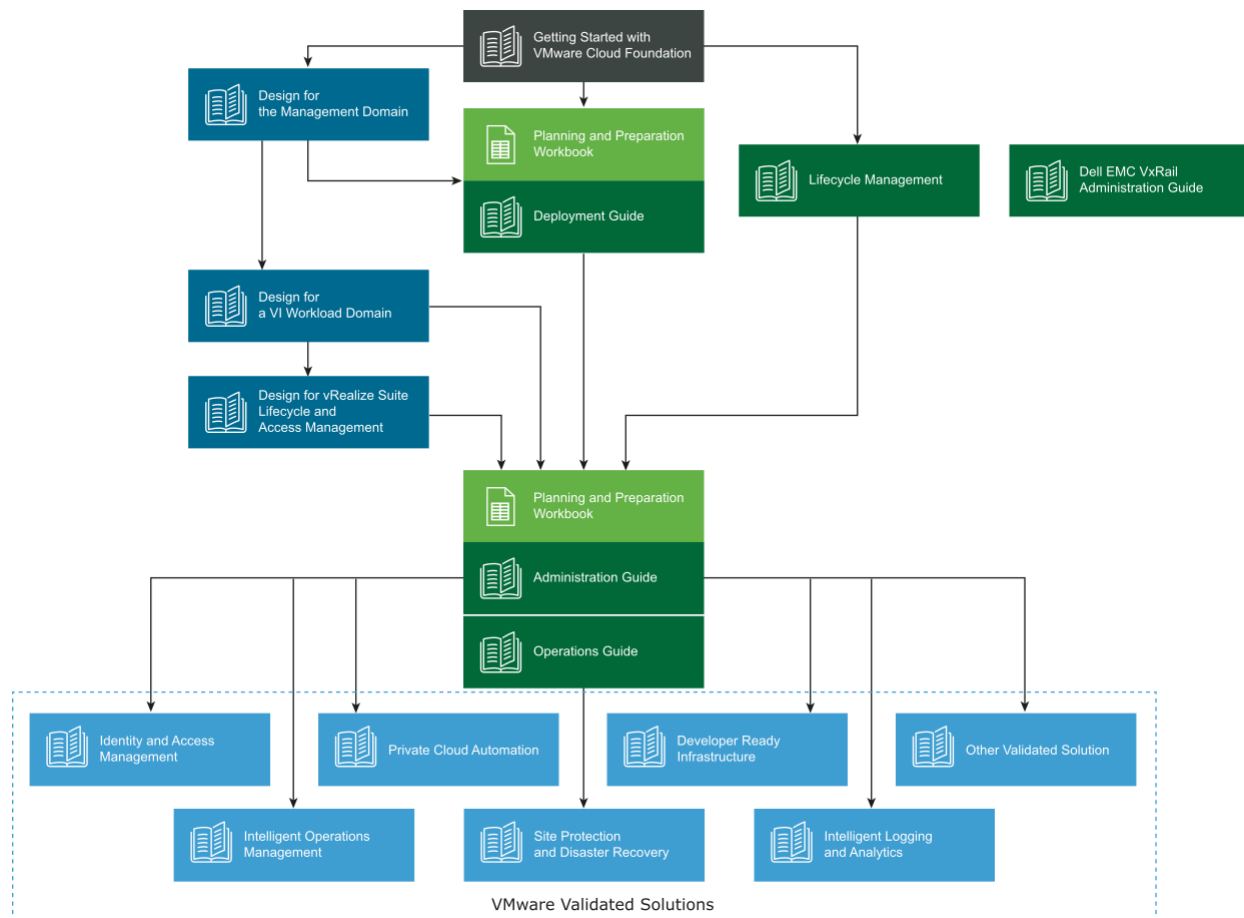 Getting Started with
VMware Cloud Foundation
Design for
the Management Domain
Planning and Preparation
Workbook
Lifecycle Management
Dell EMC VxRail
Administration Guide
Deployment Guide
Design for
a VI Workload Domain
Design for vRealize Suite
Lifecycle and
Access Management
Planning and Preparation
Workbook
Administration Guide
Operations Guide
Identity and Access
Management
Private Cloud Automation
Developer Ready
Infrastructure
Other Validated Solution
Intelligent Operations
Management
Site Protection
and Disaster Recovery
Intelligent Logging
and Analytics
VMware Validated Solutions